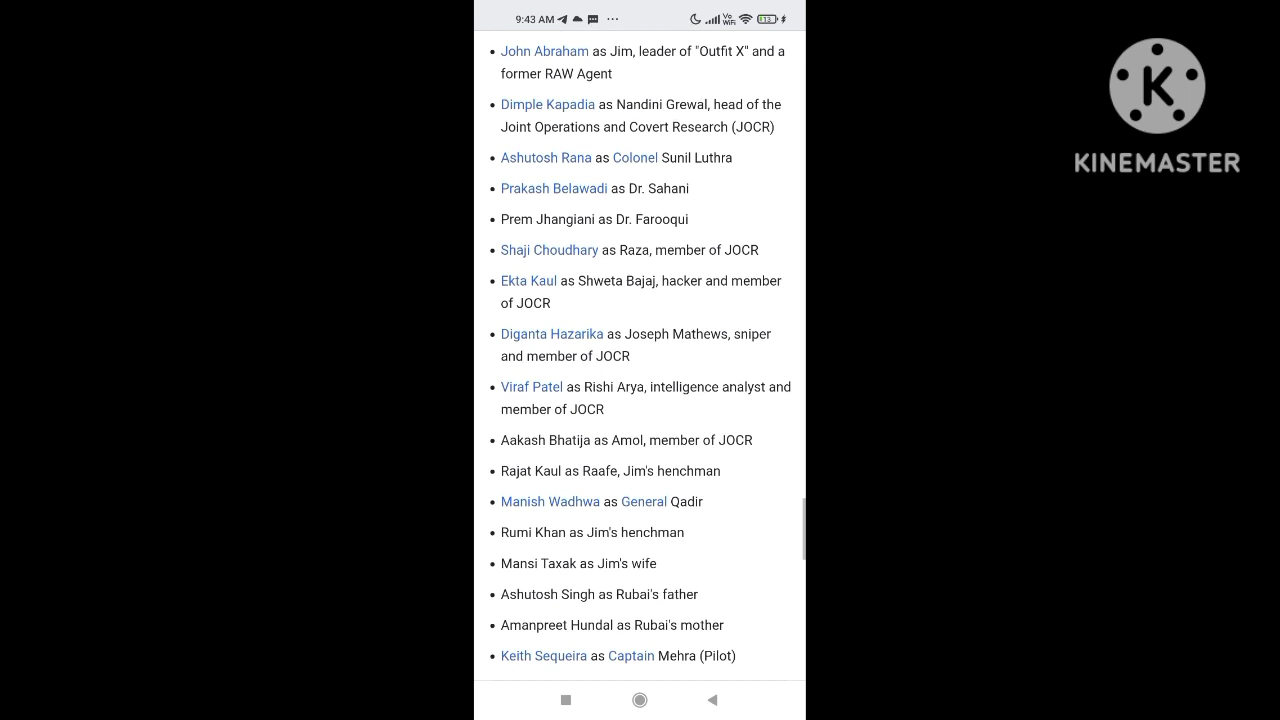 9:43 AM
Vo WiFi
13
John Abraham as Jim, leader of "Outfit X" and a
former RAW Agent
Dimple Kapadia as Nandini Grewal, head of the
Joint Operations and Covert Research (JOCR)
Ashutosh Rana as Colonel Sunil Luthra
Prakash Belawadi as Dr. Sahani
Prem Jhangiani as Dr. Farooqui
Shaji Choudhary as Raza, member of JOCR
Ekta Kaul as Shweta Bajaj, hacker and member
of JOCR
Diganta Hazarika as Joseph Mathews, sniper
and member of JOCR
Viraf Patel as Rishi Arya, intelligence analyst and
member of JOCR
Aakash Bhatija as Amol, member of JOCR
Rajat Kaul as Raafe, Jim's henchman
Manish Wadhwa as General Qadir
Rumi Khan as Jim's henchman
Mansi Taxak as Jim's wife
Ashutosh Singh as Rubai's father
Amanpreet Hundal as Rubai's mother
Keith Sequeira as Captain Mehra (Pilot)
K
KINEMASTER